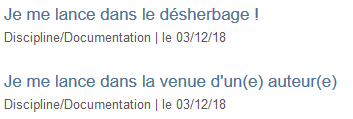 Je me lance dans le désherbage !
Discipline/Documentation | le 03/12/18
Je me lance dans la venue d'un(e) auteur(e)
Discipline/Documentation | le 03/12/18